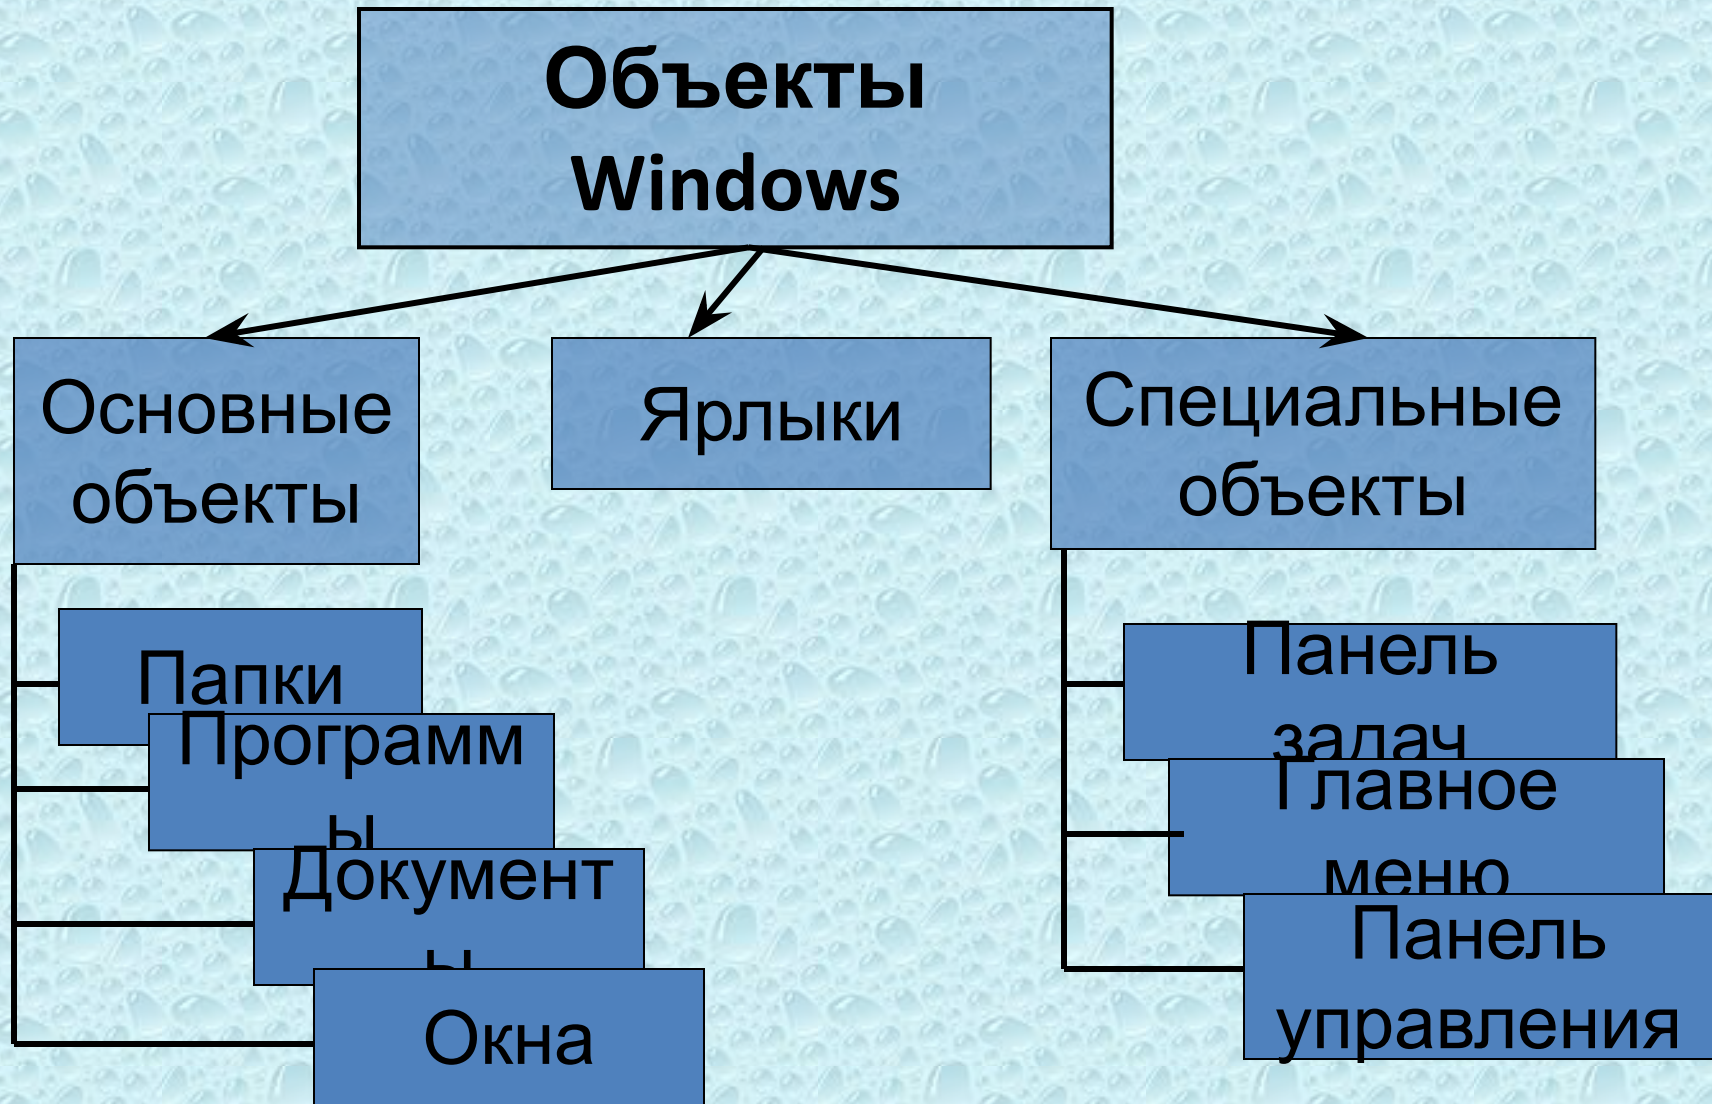 Объекты
Windows
Основные
объекты
Ярлыки
Специальные
объекты
Папки
Программ
ы
Документ
ы
Окна
Панель
задач
Главное
меню
Панель
управления